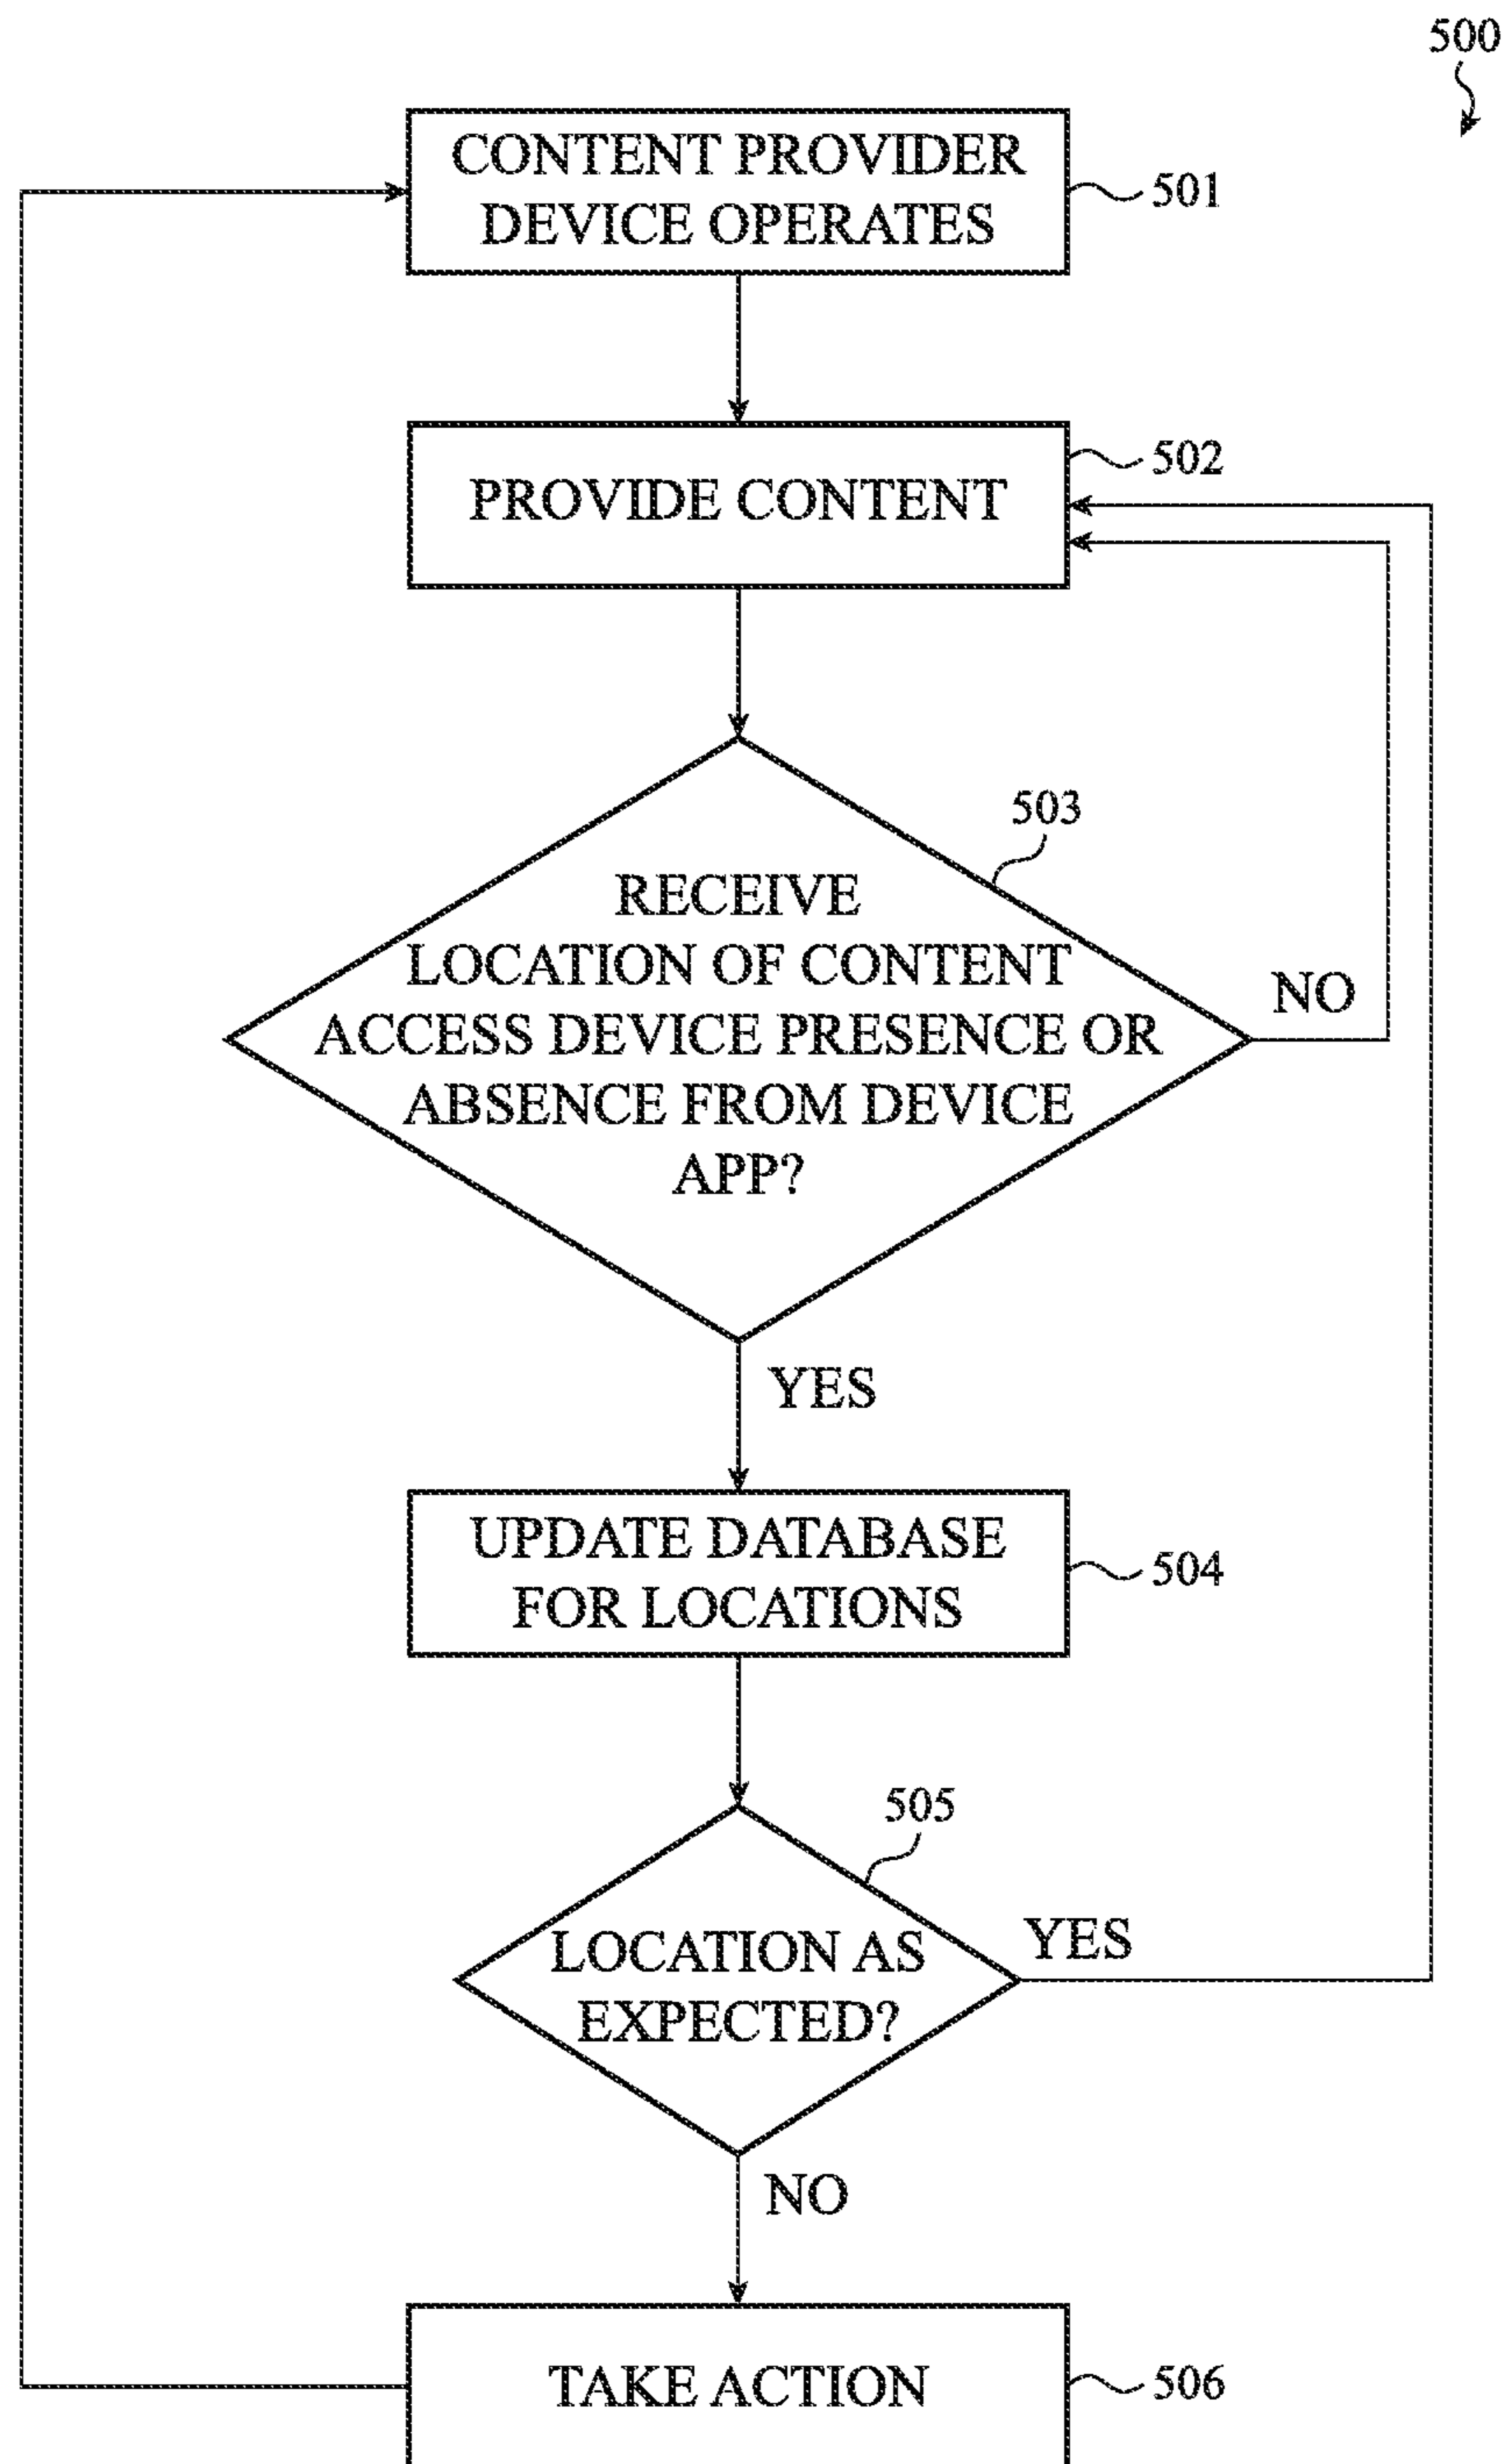 500
CONTENT PROVIDER
DEVICE OPERATES
501
PROVIDE CONTENT
502
503
RECEIVE
LOCATION OF CONTENT
ACCESS DEVICE PRESENCE OR
ABSENCE FROM DEVICE
APP?
NO
YES
UPDATE DATABASE
FOR LOCATIONS
504
505
LOCATION AS
EXPECTED?
YES
NO
TAKE ACTION
506